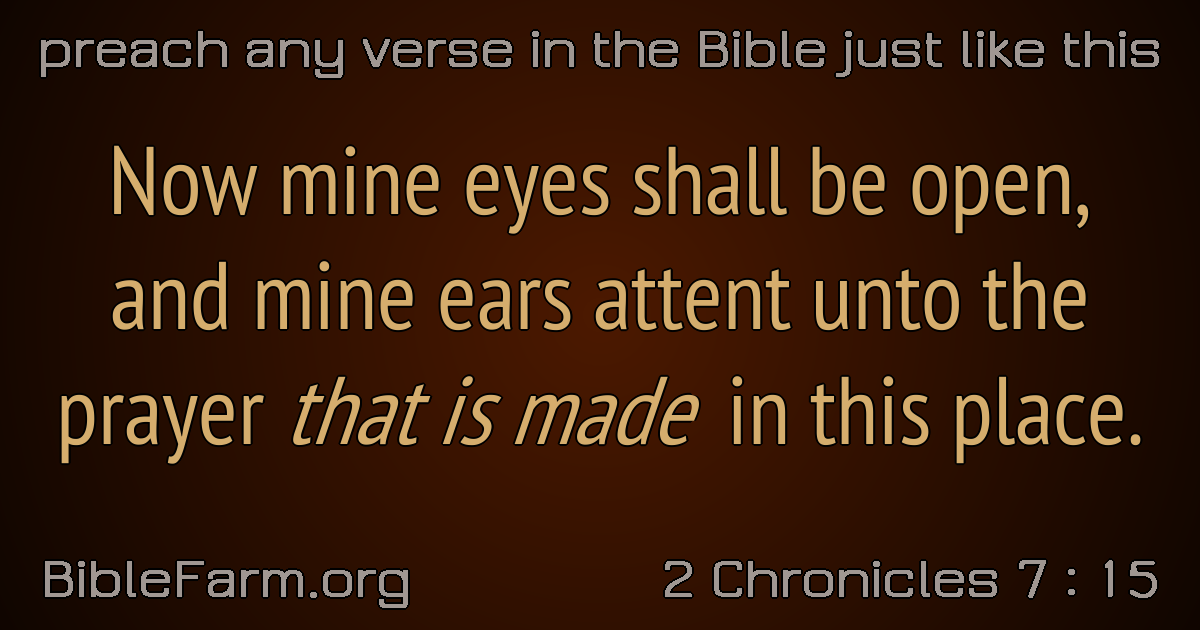 preach any verse in the Bible just like this
Now mine eyes shall be open,
and mine ears attent unto the
prayer that is made in this place.
BibleFarm.org
2 Chronicles 7 : 15